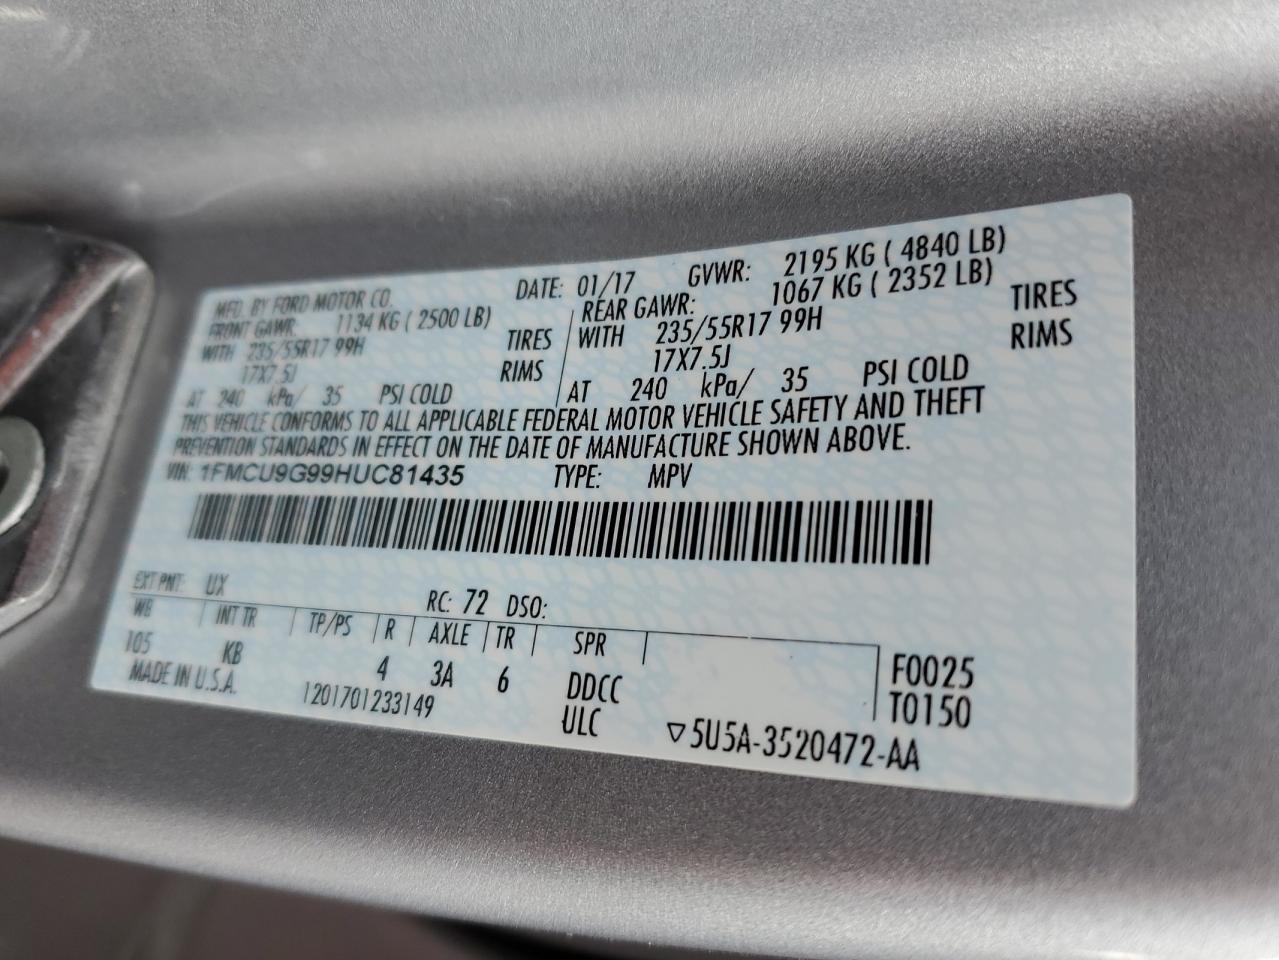 MFD. BY FORD MOTOR CO. DATE: 01/17 GVWR: 2195 KG ( 4840 LB)
FRONT GAWR: 1134 KG ( 2500 LB) REAR GAWR: 1067 KG ( 2352 LB)
WITH 235/55R17 99H TIRES WITH 235/55R17 99H TIRES
17X7.5J RIMS 17X7.5J RIMS
AT 240 kPa/ 35 PSI COLD AT 240 kPa/ 35 PSI COLD
THIS VEHICLE CONFORMS TO ALL APPLICABLE FEDERAL MOTOR VEHICLE SAFETY AND THEFT
PREVENTION STANDARDS IN EFFECT ON THE DATE OF MANUFACTURE SHOWN ABOVE.
VIN: 1FMCU9G99HUC81435 TYPE: MPV
EXT PNT: UX RC: 72 DSO:
WB INT TR TP/PS R AXLE TR SPR
105 KB 4 3A 6 DDCC F0025
MADE IN U.S.A. 1201701233149 ULC T0150
▽5U5A-3520472-AA